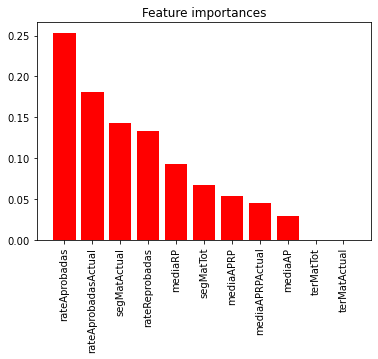 Feature importances
0.25
0.20
0.15
0.10
0.05
0.00
rateAprobadas
rateAprobadasActual
segMatActual
rateReprobadas
mediaRP
segMatTot
mediaAPRP
mediaAPRPActual
mediaAP
terMatTot
terMatActual